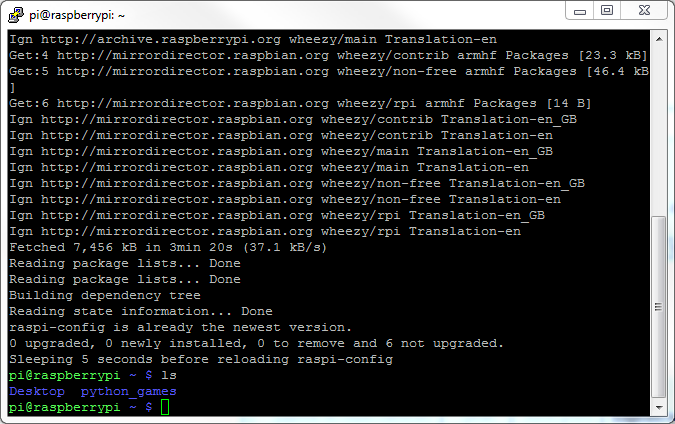 pi@raspberrypi: ~
Ign http://archive.raspberrypi.org wheezy/main Translation-en
Get:4 http://mirrordirector.raspbian.org wheezy/contrib armhf Packages [23.3 kB]
Get:5 http://mirrordirector.raspbian.org wheezy/non-free armhf Packages [46.4 kB
]
Get:6 http://mirrordirector.raspbian.org wheezy/rpi armhf Packages [14 B]
Ign http://mirrordirector.raspbian.org wheezy/contrib Translation-en_GB
Ign http://mirrordirector.raspbian.org wheezy/contrib Translation-en
Ign http://mirrordirector.raspbian.org wheezy/main Translation-en_GB
Ign http://mirrordirector.raspbian.org wheezy/main Translation-en
Ign http://mirrordirector.raspbian.org wheezy/non-free Translation-en_GB
Ign http://mirrordirector.raspbian.org wheezy/non-free Translation-en
Ign http://mirrordirector.raspbian.org wheezy/rpi Translation-en_GB
Ign http://mirrordirector.raspbian.org wheezy/rpi Translation-en
Fetched 7,456 kB in 3min 20s (37.1 kB/s)
Reading package lists... Done
Reading package lists... Done
Building dependency tree
Reading state information... Done
raspi-config is already the newest version.
0 upgraded, 0 newly installed, 0 to remove and 6 not upgraded.
Sleeping 5 seconds before reloading raspi-config
pi@raspberrypi ~ $ ls
Desktop  python_games
pi@raspberrypi ~ $